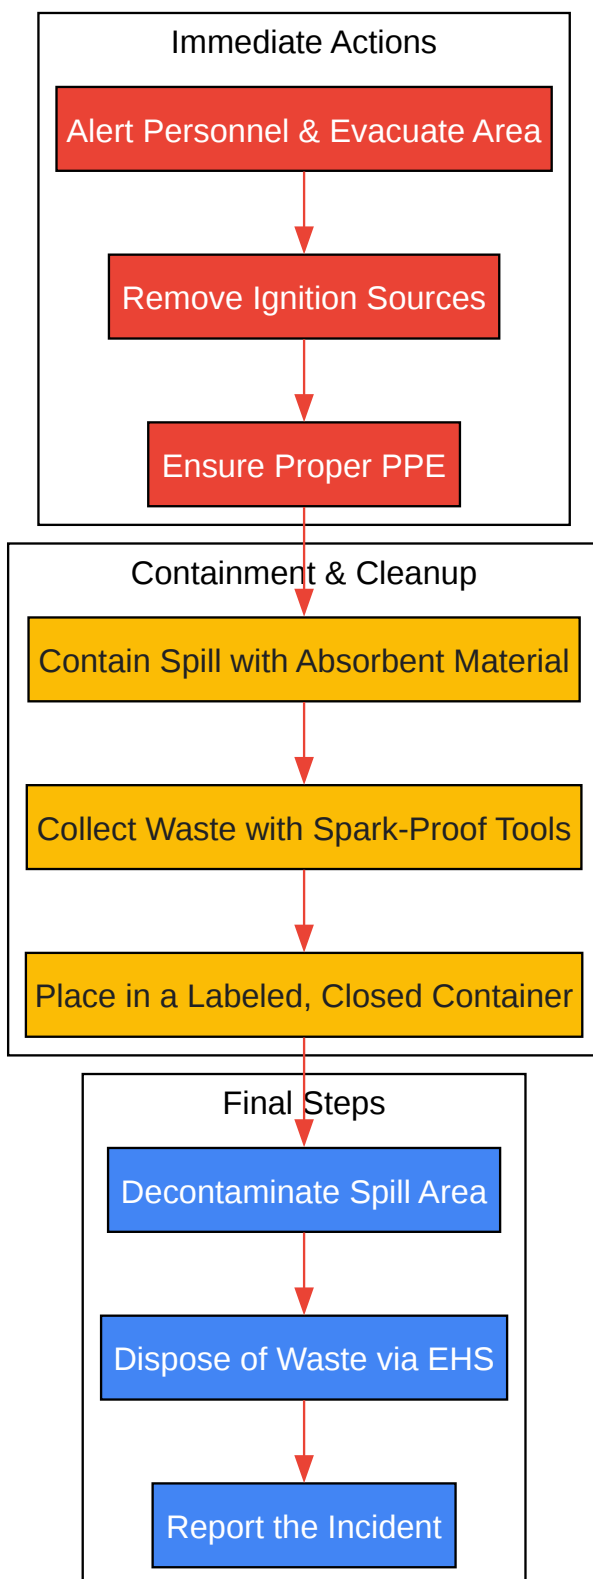 Immediate Actions
Alert Personnel & Evacuate Area
Remove Ignition Sources
Ensure Proper PPE
Containment & Cleanup
Contain Spill with Absorbent Material
Collect Waste with Spark-Proof Tools
Place in a Labeled, Closed Container
Final Steps
Decontaminate Spill Area
Dispose of Waste via EHS
Report the Incident